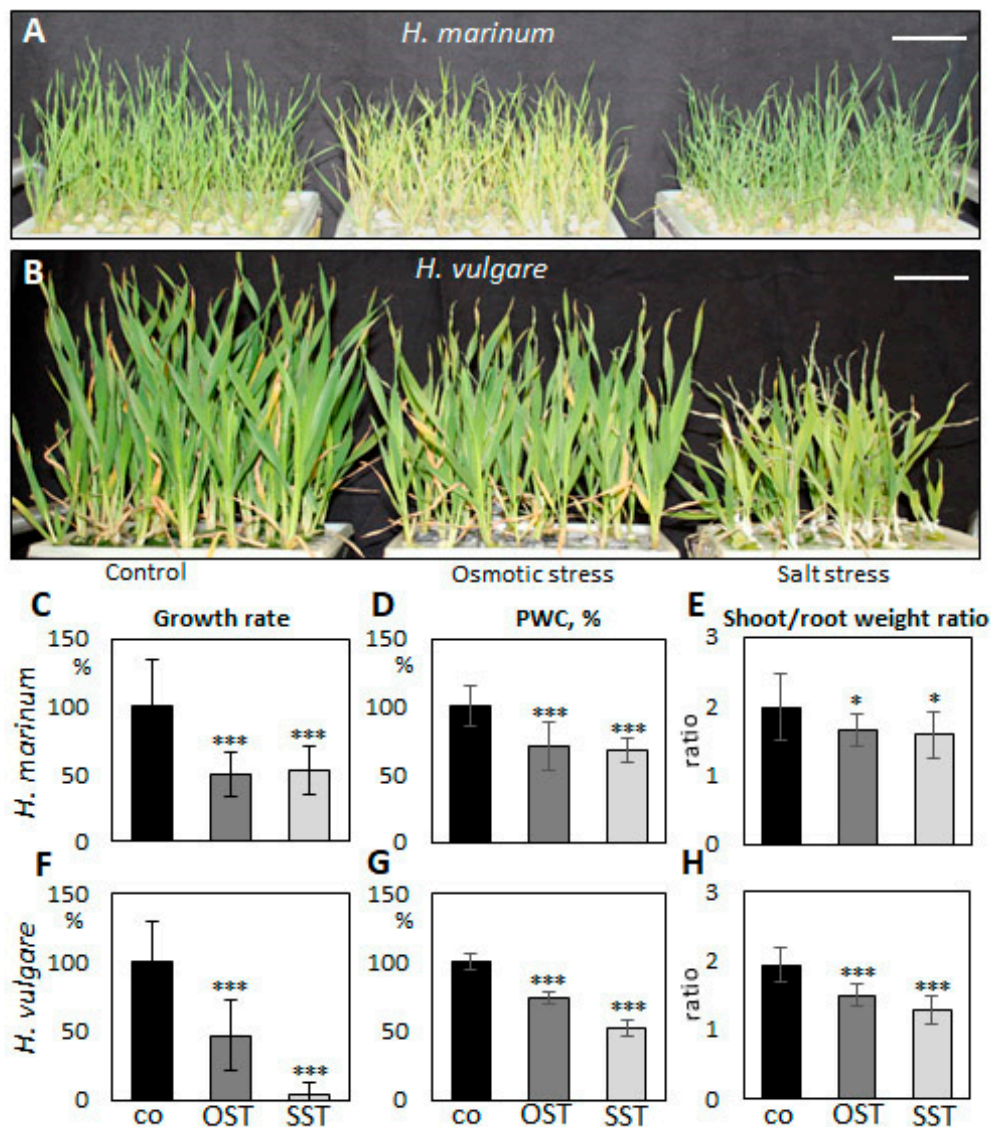 A
H. marinum
B
H. vulgare
Control Osmotic stress Salt stress
C Growth rate
D PWC, %
E Shoot/root weight ratio
H. marinum
150
%
100
50
0
*** ***
150
%
100
50
0
*** ***
3
2
1
0
ratio
* *
F
G
H
H. vulgare
150
%
100
50
0
*** ***
co OST SST
150
%
100
50
0
*** ***
co OST SST
3
2
1
0
ratio
*** ***
co OST SST